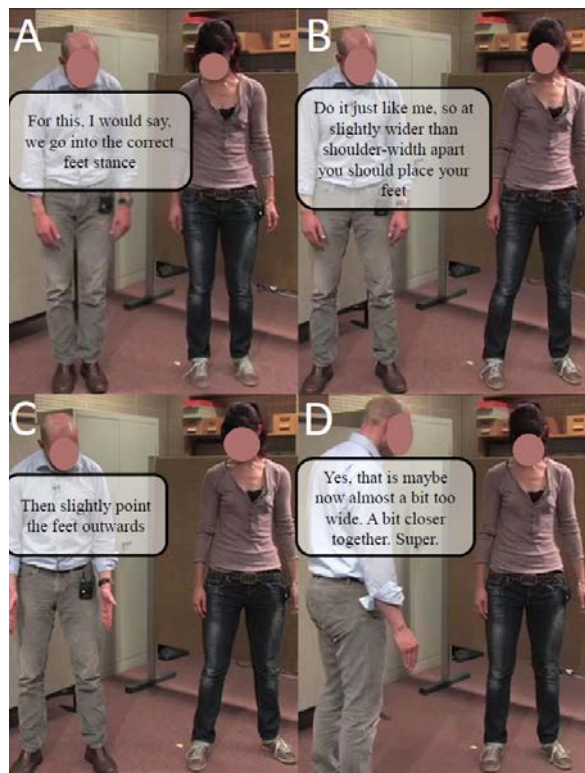 A
For this, I would say,
we go into the correct
feet stance
B
Do it just like me, so at
slightly wider than
shoulder-width apart
you should place your
feet
C
Then slightly point
the feet outwards
D
Yes, that is maybe
now almost a bit too
wide. A bit closer
together. Super.